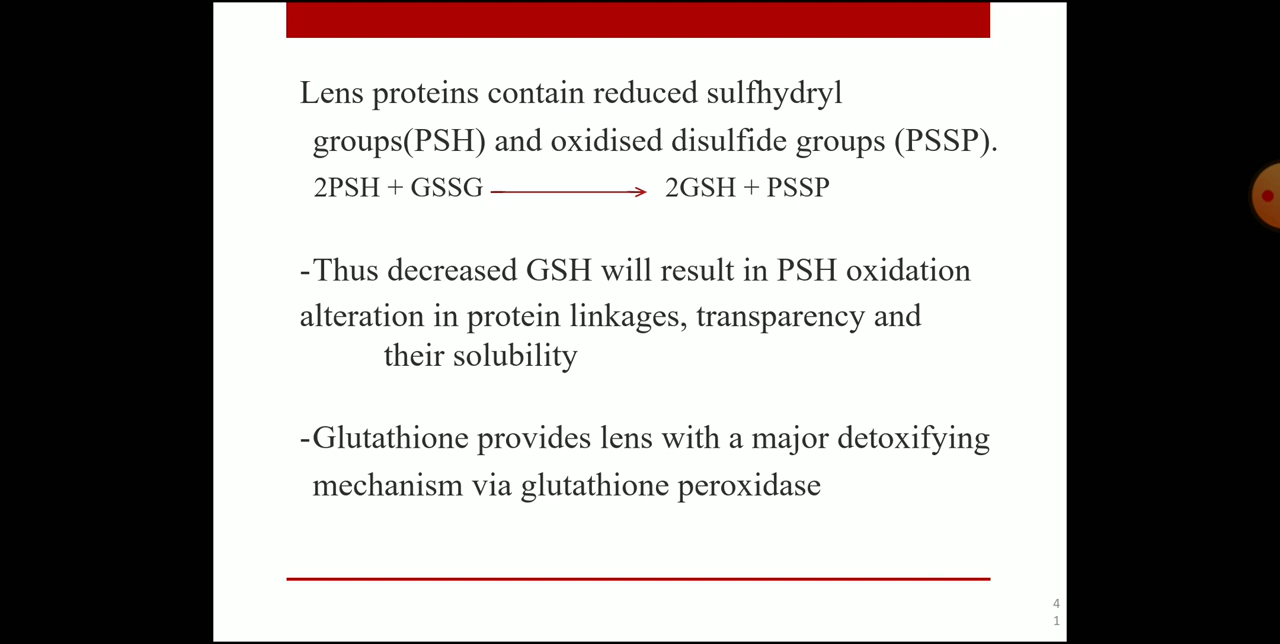 Lens proteins contain reduced sulfhydryl
groups(PSH) and oxidised disulfide groups (PSSP).
2PSH + GSSG ⟶ 2GSH + PSSP
-Thus decreased GSH will result in PSH oxidation
alteration in protein linkages, transparency and
their solubility
-Glutathione provides lens with a major detoxifying
mechanism via glutathione peroxidase
4
1